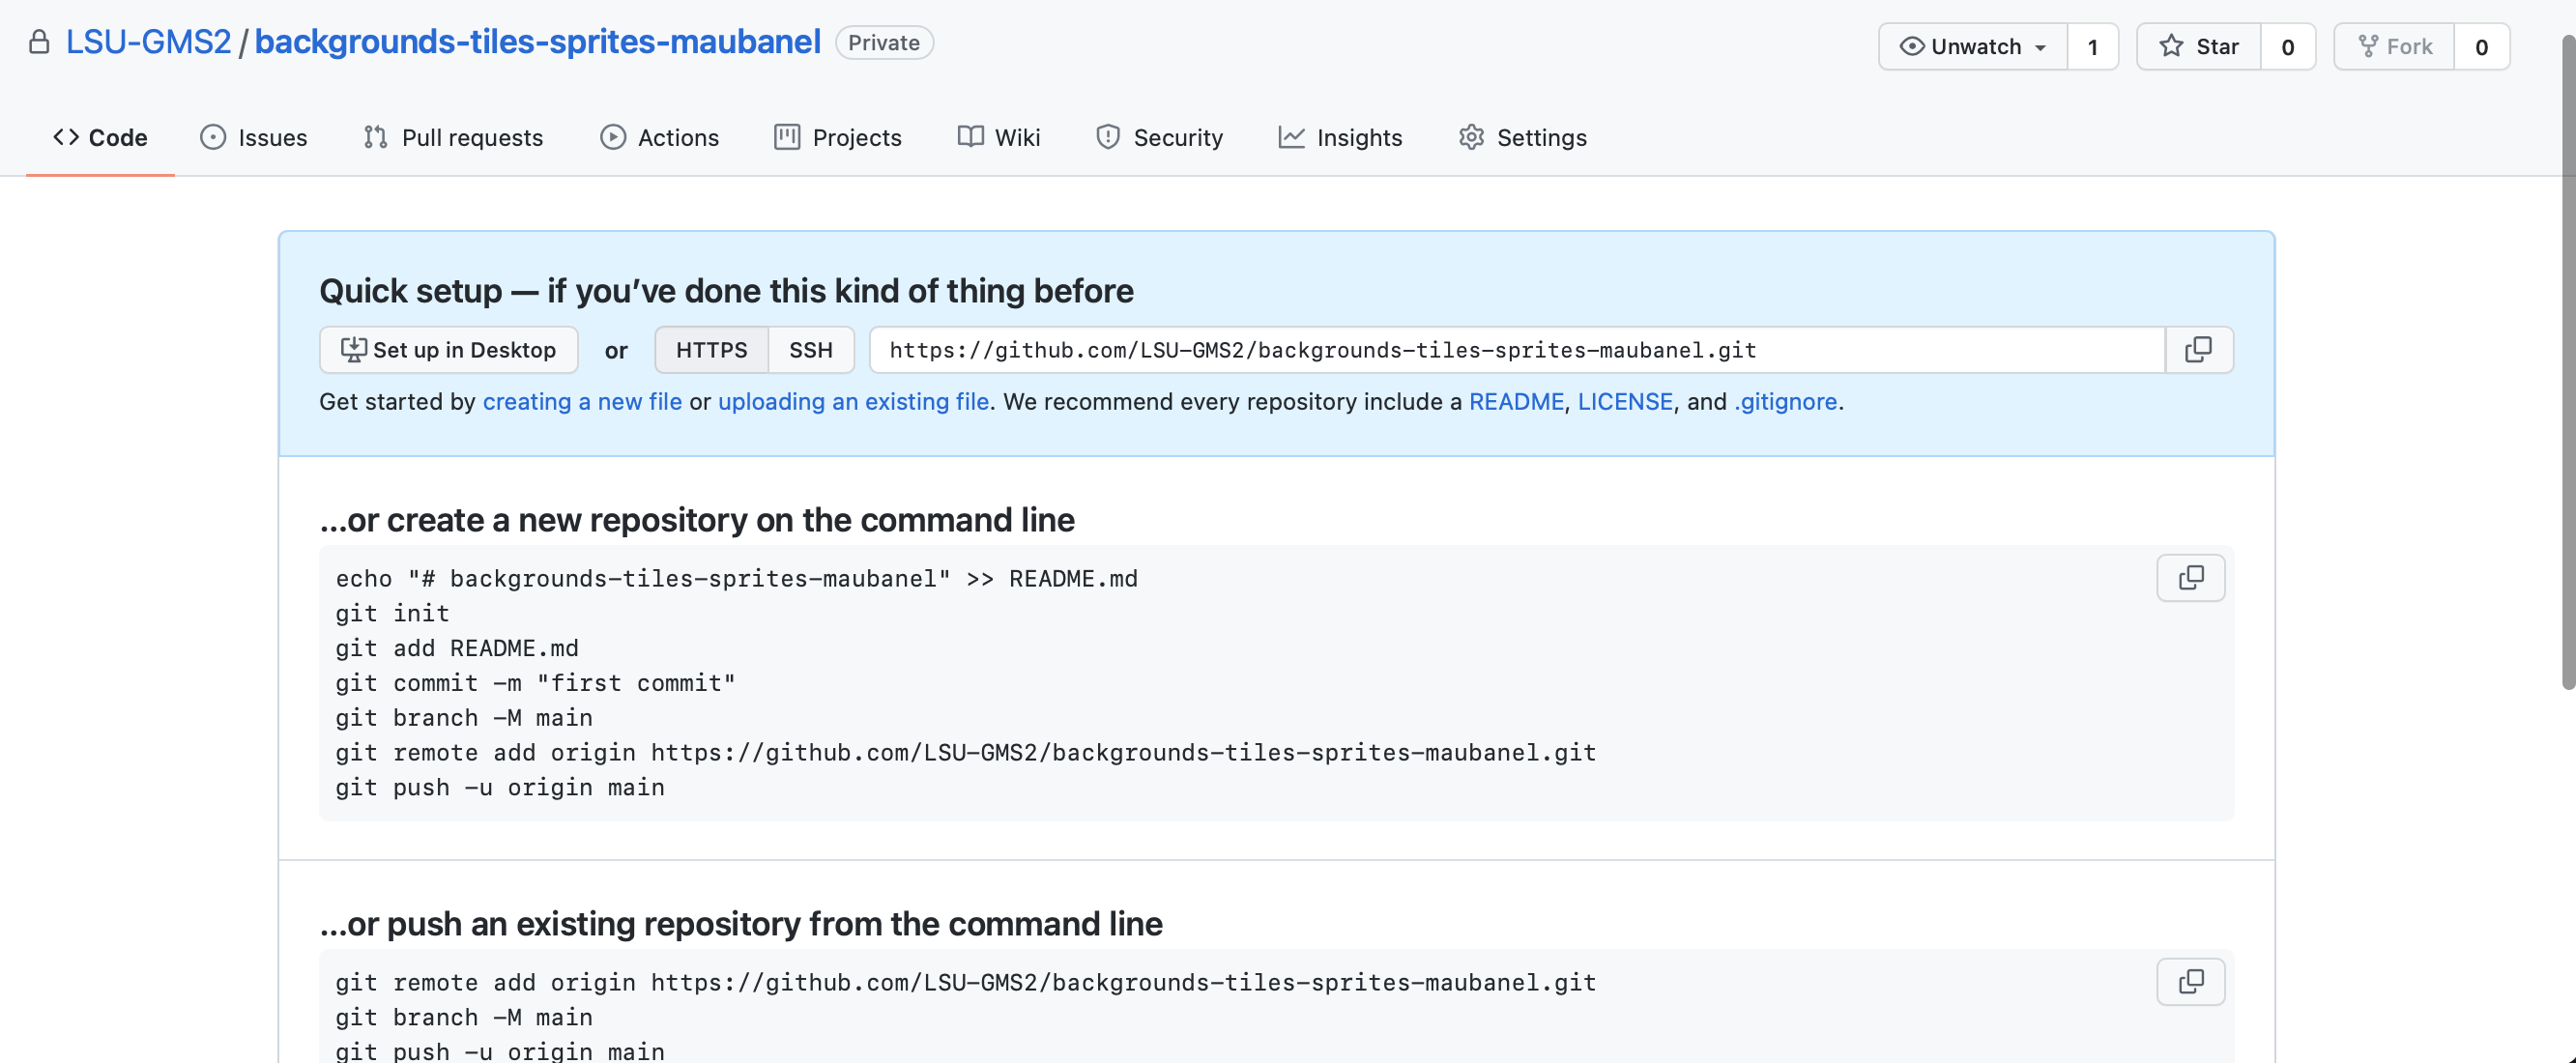 LSU-GMS2 / backgrounds-tiles-sprites-maubanel Private Unwatch 1 Star 0 Fork 0
Code Issues Pull requests Actions Projects Wiki Security Insights Settings
Quick setup — if you’ve done this kind of thing before
Set up in Desktop or HTTPS SSH https://github.com/LSU-GMS2/backgrounds-tiles-sprites-maubanel.git
Get started by creating a new file or uploading an existing file. We recommend every repository include a README, LICENSE, and .gitignore.
…or create a new repository on the command line
echo "# backgrounds-tiles-sprites-maubanel" >> README.md
git init
git add README.md
git commit -m "first commit"
git branch -M main
git remote add origin https://github.com/LSU-GMS2/backgrounds-tiles-sprites-maubanel.git
git push -u origin main
…or push an existing repository from the command line
git remote add origin https://github.com/LSU-GMS2/backgrounds-tiles-sprites-maubanel.git
git branch -M main
git push -u origin main